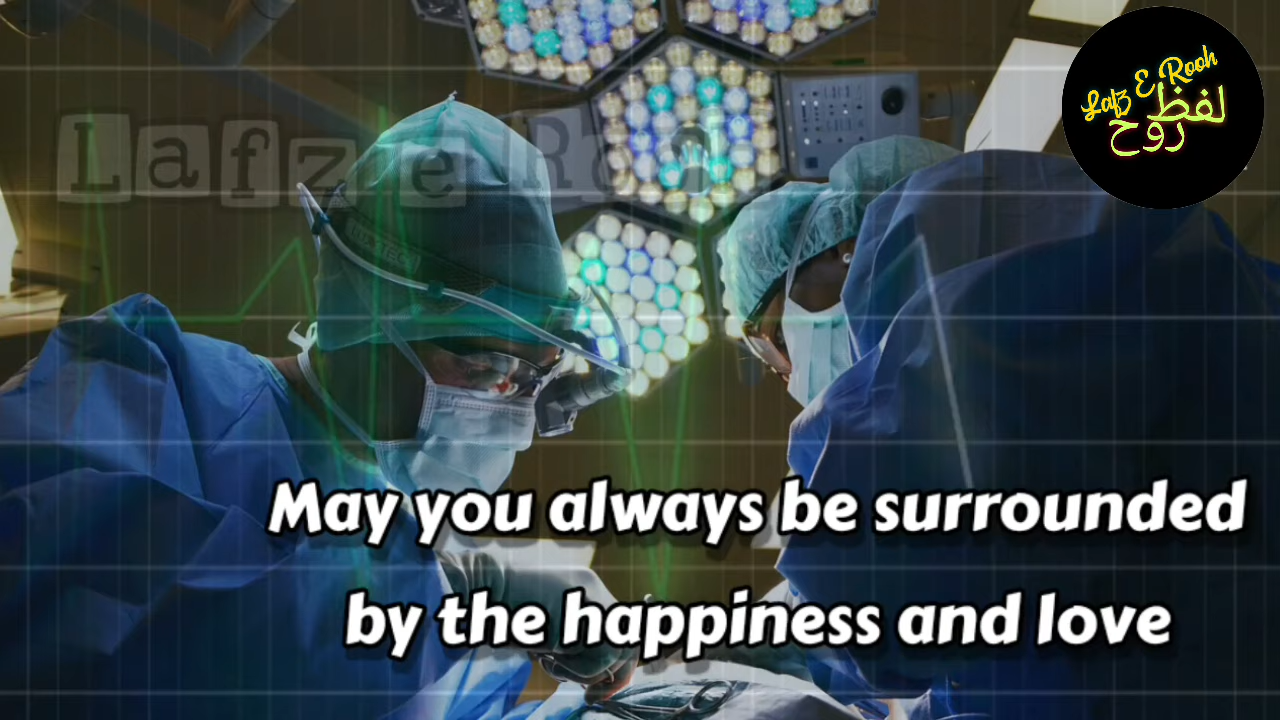 Lafz E Rooh
لفظ
روح
Lafz e Ro
May you always be surrounded
by the happiness and love